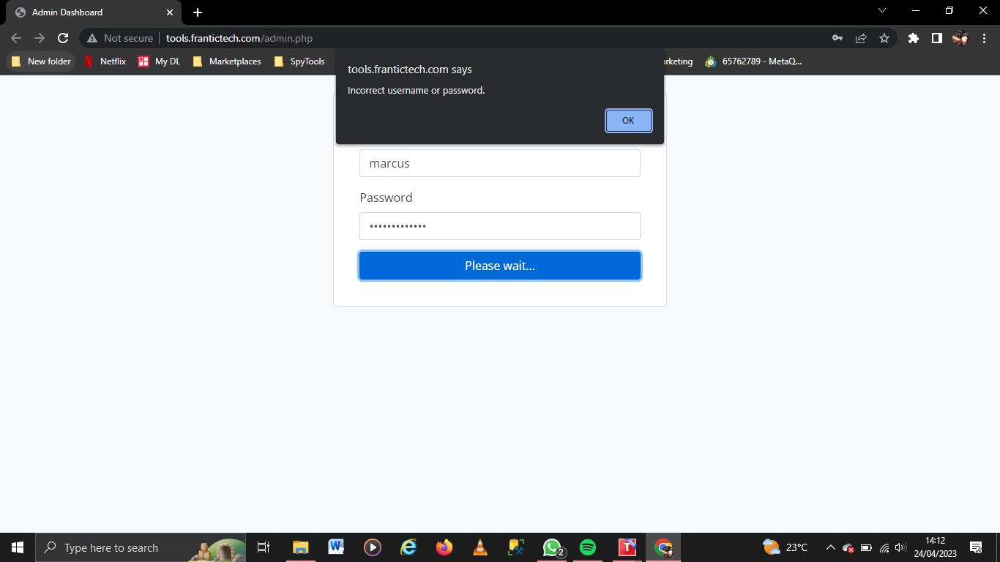 Admin Dashboard
Not secure
tools.frantictech.com/admin.php
New folder
Netflix
My DL
Marketplaces
SpyTools
rketing
65762789 - MetaQ...
tools.frantictech.com says
Incorrect username or password.
OK
marcus
Password
•••••••••••••
Please wait...
Type here to search
2
23°C
14:12
24/04/2023